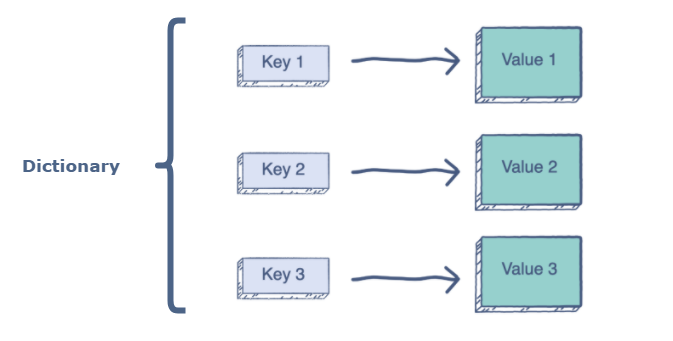 Dictionary
Key 1
Value 1
Key 2
Value 2
Key 3
Value 3